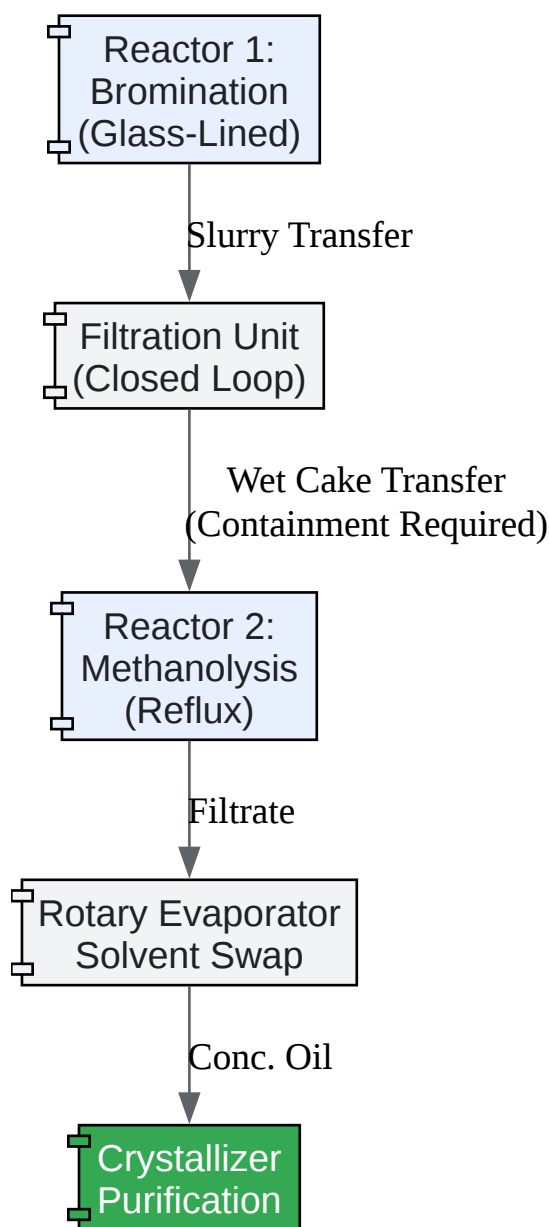 Reactor 1:
Bromination
(Glass-Lined)
Slurry Transfer
Filtration Unit
(Closed Loop)
Wet Cake Transfer
(Containment Required)
Reactor 2:
Methanolysis
(Reflux)
Filtrate
Rotary Evaporator
Solvent Swap
Conc. Oil
Crystallizer
Purification